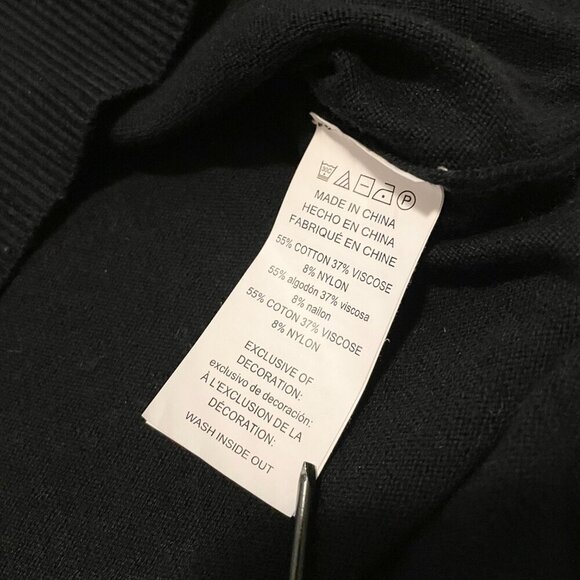 MADE IN CHINA
HECHO EN CHINA
FABRIQUÉ EN CHINE
55% COTTON 37% VISCOSE
8% NYLON
55% algodón 37% viscosa
8% nailon
55% COTON 37% VISCOSE
8% NYLON
EXCLUSIVE OF
DECORATION:
exclusivo de decoración:
À L'EXCLUSION DE LA
DÉCORATION:
WASH INSIDE OUT